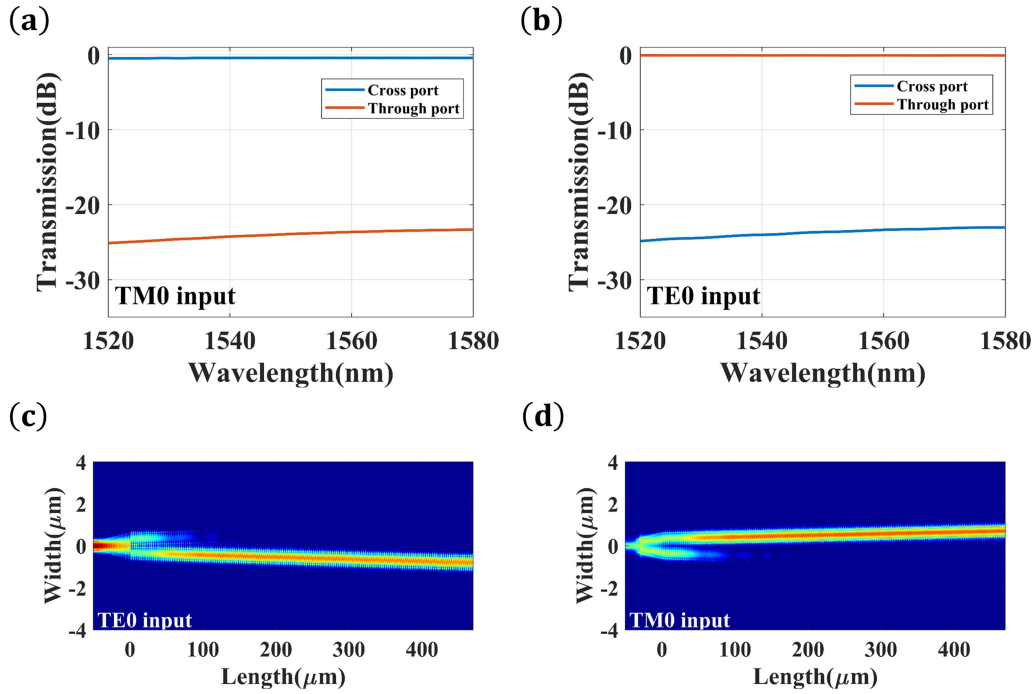 (a)
0
-10
-20
-30
Transmission(dB)
Cross port
Through port
TM0 input
1520 1540 1560 1580
Wavelength(nm)
(b)
0
-10
-20
-30
Transmission(dB)
Cross port
Through port
TE0 input
1520 1540 1560 1580
Wavelength(nm)
(c)
4
2
0
-2
-4
Width(μm)
TE0 input
0 100 200 300 400
Length(μm)
(d)
4
2
0
-2
-4
Width(μm)
TM0 input
0 100 200 300 400
Length(μm)